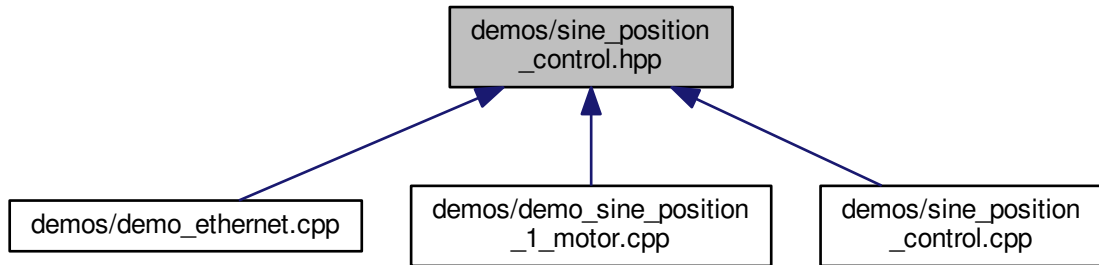 demos/sine_position
_control.hpp
demos/demo_ethernet.cpp
demos/demo_sine_position
_1_motor.cpp
demos/sine_position
_control.cpp